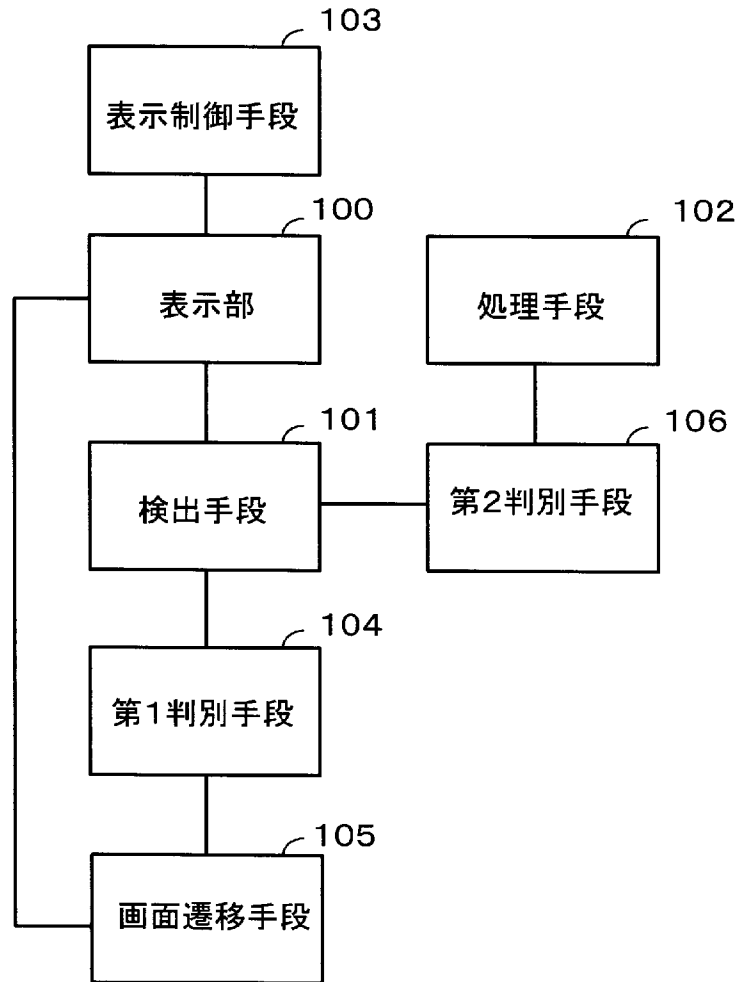 103
表示制御手段
100
表示部
102
処理手段
101
検出手段
106
第2判別手段
104
第1判別手段
105
画面遷移手段